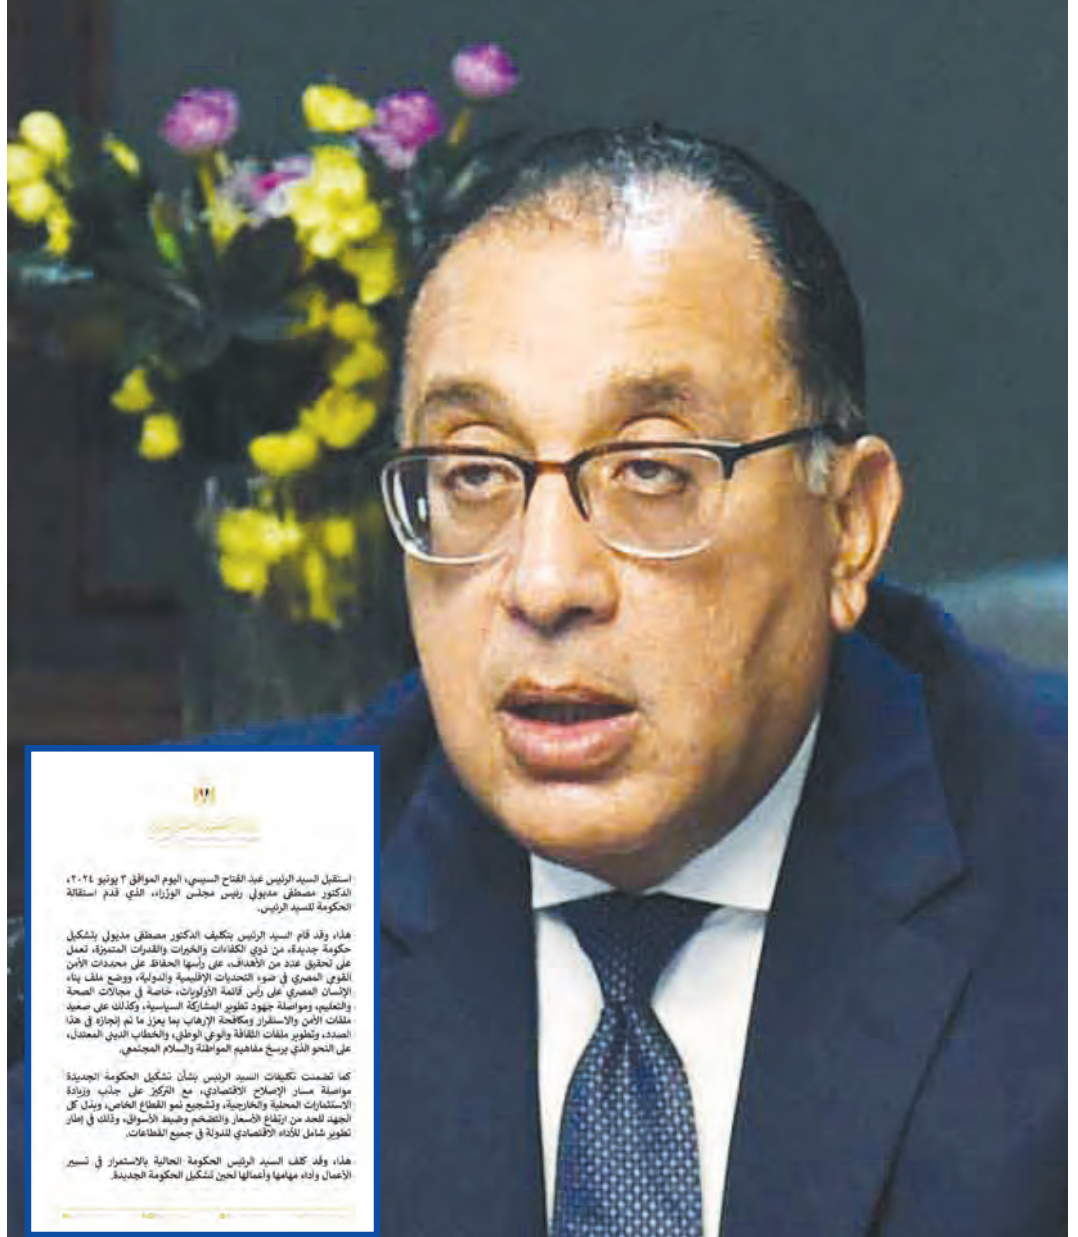 استقبل السيد الرئيس عبد الفتاح السيسي، اليوم الموافق ٣ يونيو ٢٠٢٤،
الدكتور مصطفى مدبولي رئيس مجلس الوزراء، الذي قدم استقالة
الحكومة للسيد الرئيس.
هذا، وقد قام السيد الرئيس بتكليف الدكتور مصطفى مدبولي بتشكيل
حكومة جديدة، من ذوي الكفاءات والخبرات والقدرات المتميزة، تعمل
على تحقيق عدد من الأهداف، على رأسها الحفاظ على محددات الأمن
القومي المصري في ضوء التحديات الإقليمية والدولية، ووضع ملف بناء
الإنسان المصري على رأس قائمة الأولويات، خاصة في مجالات الصحة
والتعليم، ومواصلة جهود تطوير المشاركة السياسية، وكذلك على صعيد
ملفات الأمن والاستقرار ومكافحة الإرهاب بما يعزز ما تم إنجازه في هذا
الصدد، وتطوير ملفات الثقافة والوعي الوطني، والخطاب الديني المعتدل،
على النحو الذي يرسخ مفاهيم المواطنة والسلام المجتمعي.
كما تضمنت تكليفات السيد الرئيس بشأن تشكيل الحكومة الجديدة
مواصلة مسار الإصلاح الاقتصادي، مع التركيز على جذب وزيادة
الاستثمارات المحلية والخارجية، وتشجيع نمو القطاع الخاص، وبذل كل
الجهد للحد من ارتفاع الأسعار والتضخم وضبط الأسواق، وذلك في إطار
تطوير شامل للأداء الاقتصادي للدولة في جميع القطاعات.
هذا، وقد كلف السيد الرئيس الحكومة الحالية بالاستمرار في تسيير
الأعمال وأداء مهامها وأعمالها لحين تشكيل الحكومة الجديدة.